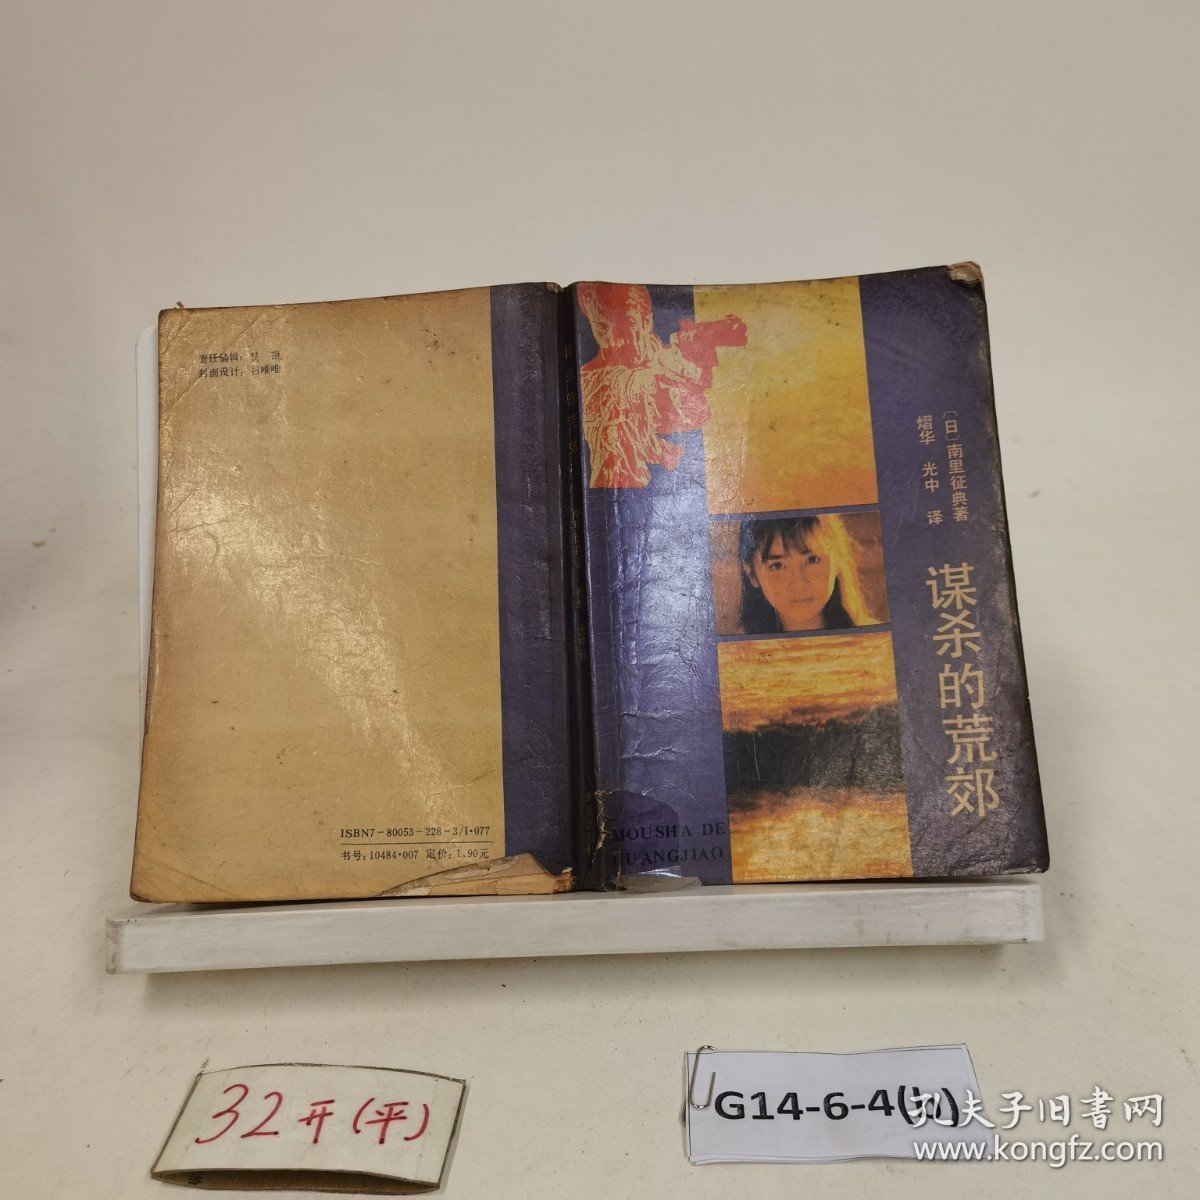 责任编辑：
封面设计：吕唯唯
ISBN7-80053-228-3/I·077
书号：10484·007 定价：1.90元
〔日〕南里征典著
熠华 光中 译
谋杀的荒郊
MOUSHA DE
HUANGJIAO
32开(平)
G14-6-4(b)
孔夫子旧书网
www.kongfz.com